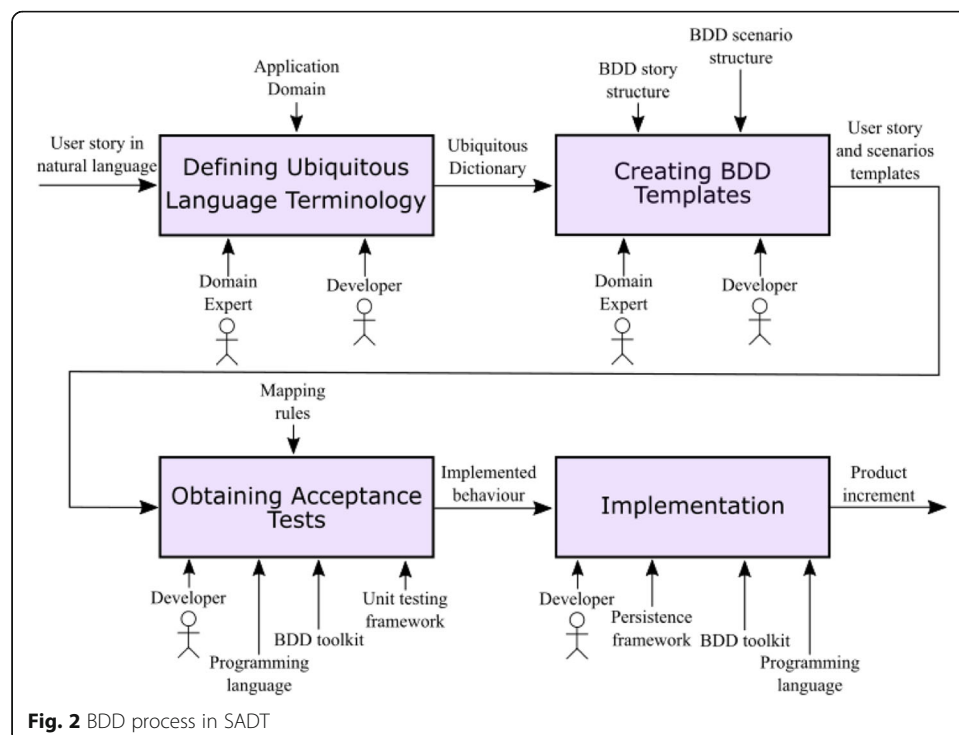 Application
Domain
BDD story
structure
BDD scenario
structure
User story in
natural language
Defining Ubiquitous
Language Terminology
Ubiquitous
Dictionary
Creating BDD
Templates
User story
and scenarios
templates
Domain
Expert
Developer
Domain
Expert
Developer
Mapping
rules
Obtaining Acceptance
Tests
Implemented
behaviour
Implementation
Product
increment
Developer
Programming
language
BDD toolkit
Unit testing
framework
Developer
Persistence
framework
BDD toolkit
Programming
language
Fig. 2 BDD process in SADT